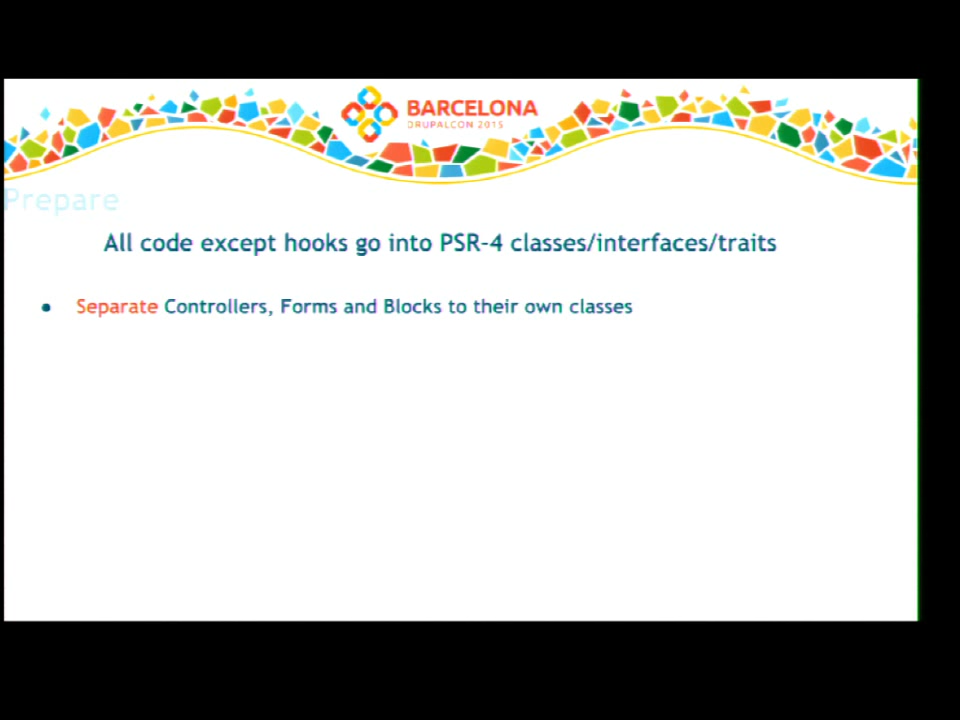 BARCELONA
DRUPALCON 2015
Prepare
All code except hooks go into PSR-4 classes/interfaces/traits
• Separate Controllers, Forms and Blocks to their own classes